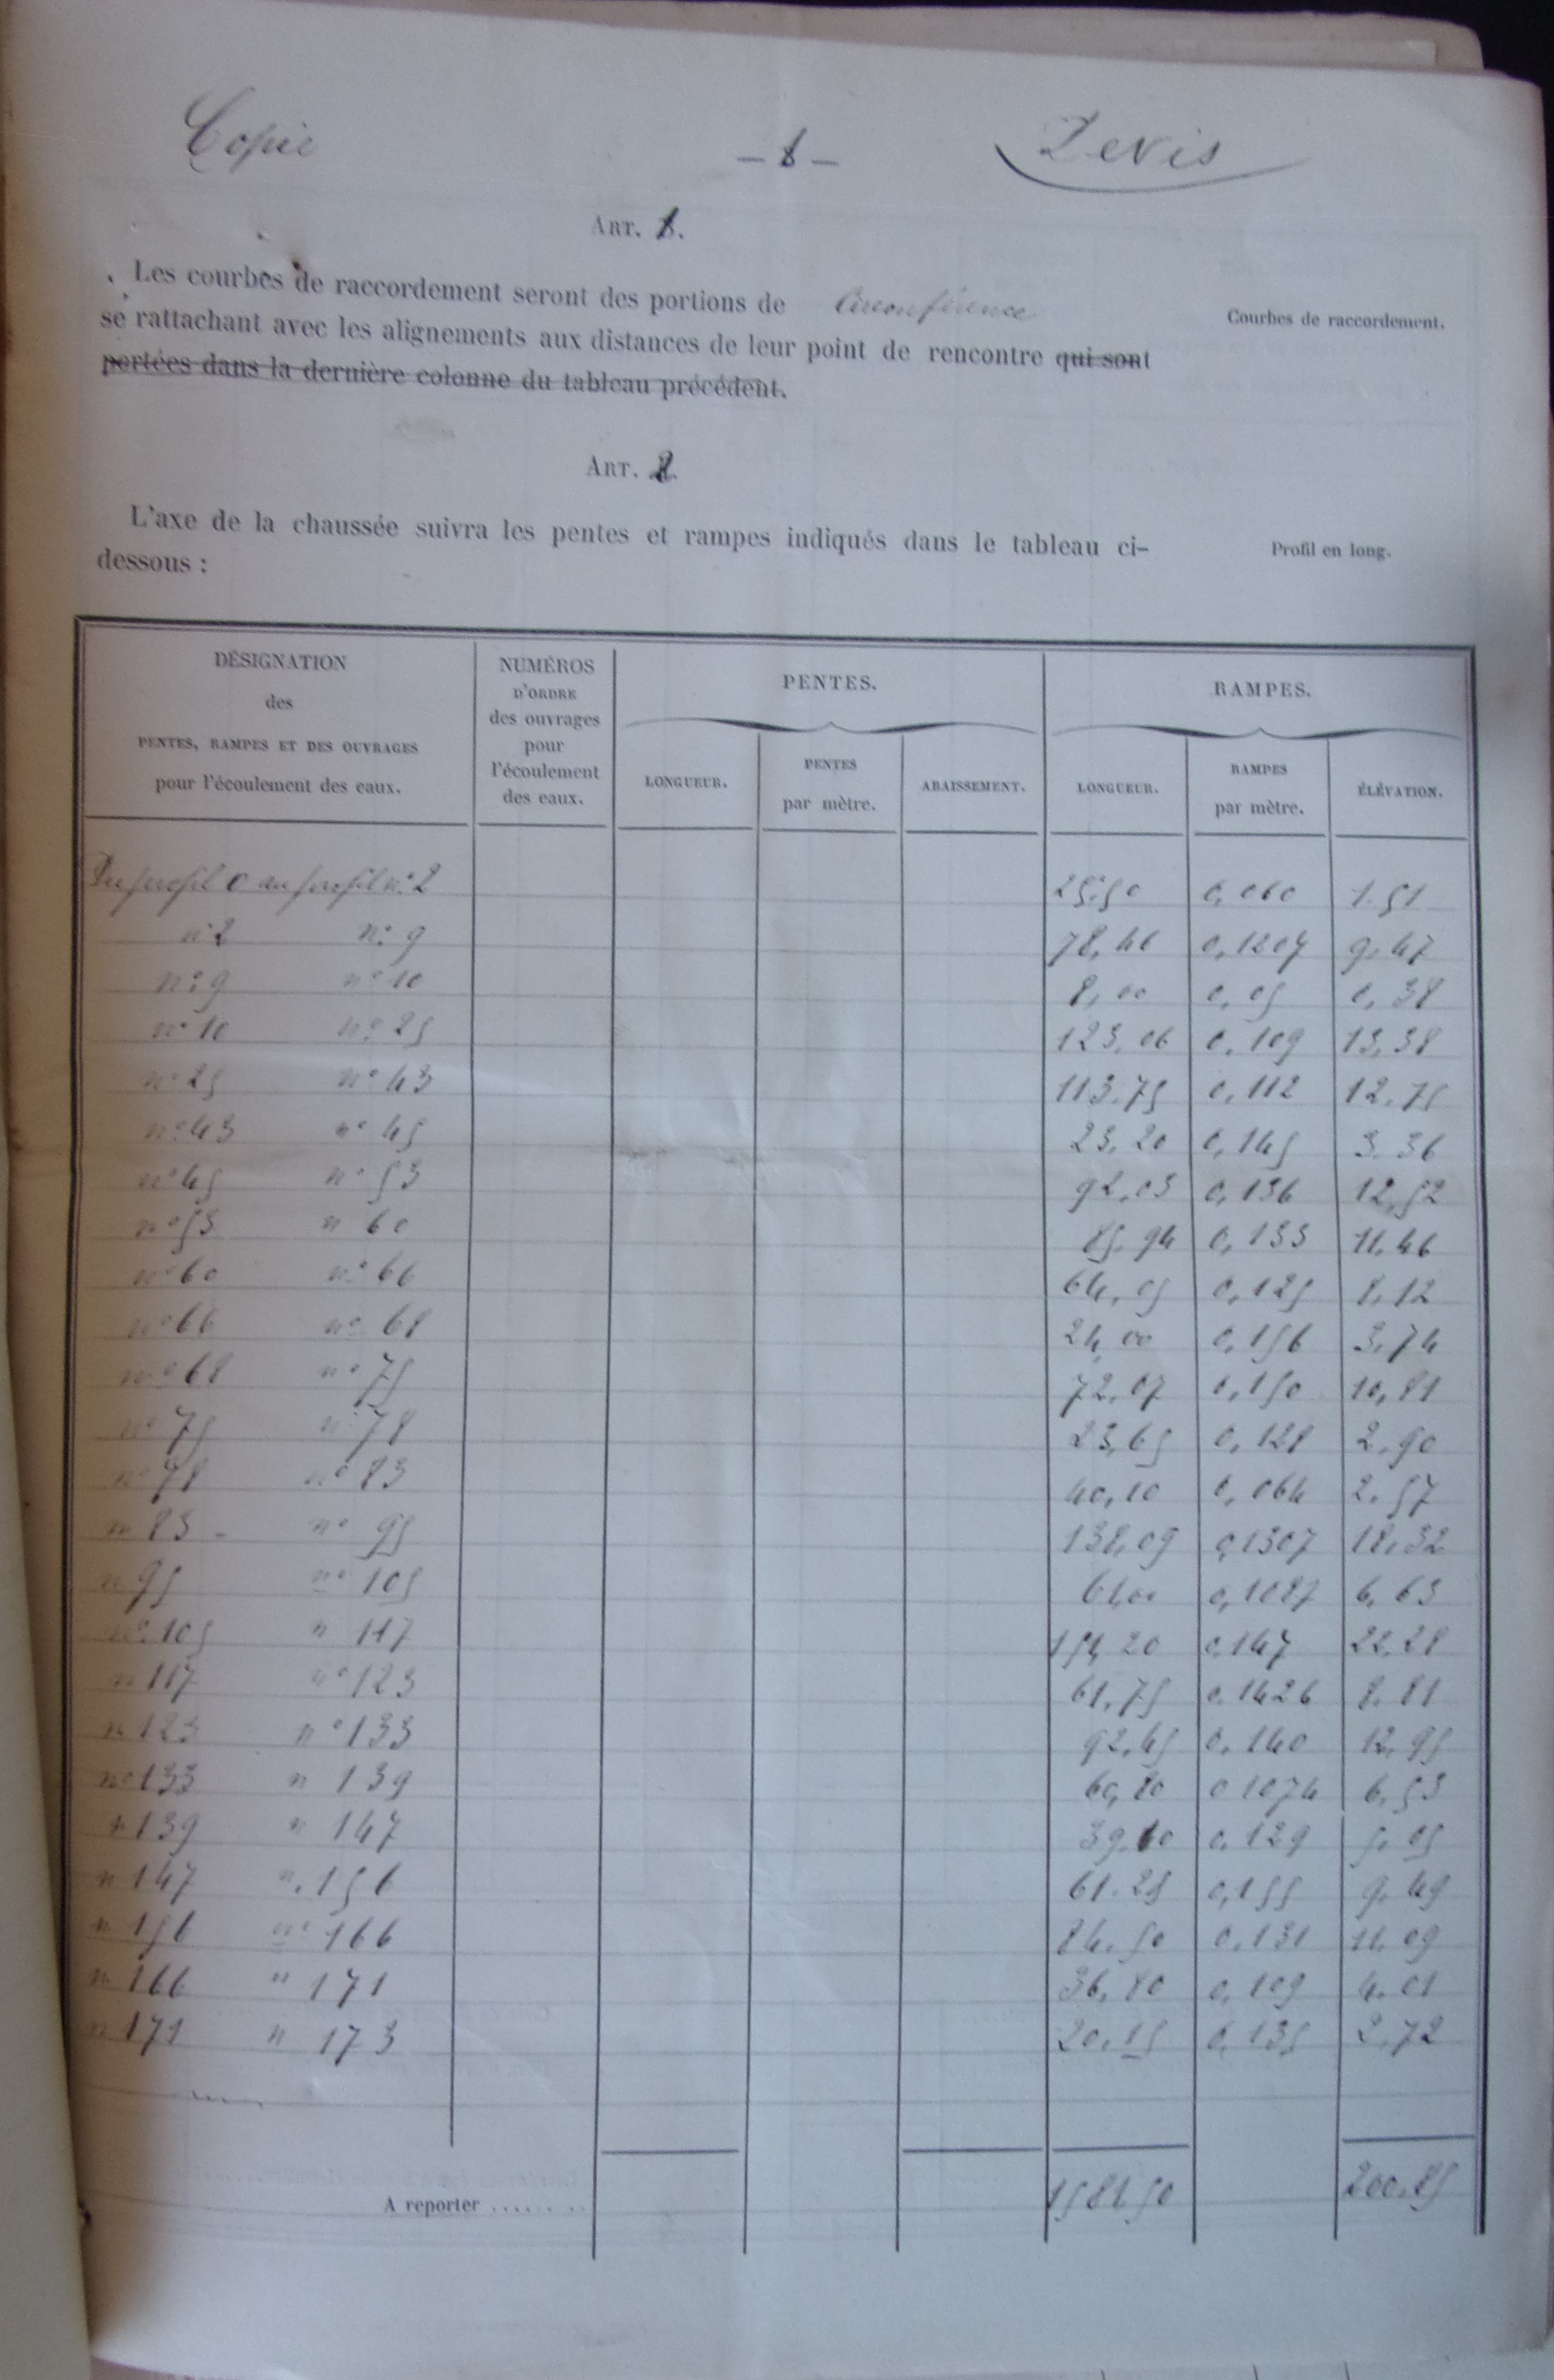 Copie
— 1 —
Devis
ART. 1.
Les courbes de raccordement seront des portions de Circonférence
se rattachant avec les alignements aux distances de leur point de rencontre qui sont
portées dans la dernière colonne du tableau précédent.
Courbes de raccordement.
ART. 2
L'axe de la chaussée suivra les pentes et rampes indiqués dans le tableau ci-
dessous :
Profil en long.
DÉSIGNATION
des
PENTES, RAMPES ET DES OUVRAGES
pour l'écoulement des eaux.
NUMÉROS
D'ORDRE
des ouvrages
pour
l'écoulement
des eaux.
PENTES.
LONGUEUR.
PENTES
par mètre.
ABAISSEMENT.
RAMPES.
LONGUEUR.
RAMPES
par mètre.
ÉLÉVATION.
Du profil 0 au profil n° 2 25,50 0,060 1.51
n° 2 n° 9 78,46 0,1207 9,47
n° 9 n° 10 8,00 0,05 0,38
n° 10 n° 25 123,06 0,109 13,38
n° 25 n° 43 113,75 0,112 12,75
n° 43 n° 45 23,20 0,145 3.36
n° 45 n° 53 92,03 0,136 12,52
n° 53 n 60 85,94 0,133 11,46
n° 60 n° 66 64,05 0,125 8,12
n° 66 n° 68 24,00 0,156 3,74
n° 68 n° 75 72,07 0,150 10,81
n° 75 n° 78 23,65 0,128 2,90
n° 78 n° 83 40,10 0,064 2,57
n 83 n° 95 138,09 0,1307 18,32
n 95 n° 105 61,00 0,1087 6,63
n° 105 n 117 151,20 0,147 22,28
n 117 n° 123 61,75 0,1426 8,81
n 123 n° 133 92,45 0,140 12,95
n° 133 n 139 60,80 0,1074 6,53
n 139 n 147 39,10 0,129 5,05
n 147 n. 156 61.25 0,155 9,49
n 156 n° 166 84,50 0,131 11,09
n 166 n 171 36,80 0,109 4,01
n 171 n 173 20,15 0,135 2,72
A reporter ....... 1581 50 200,85